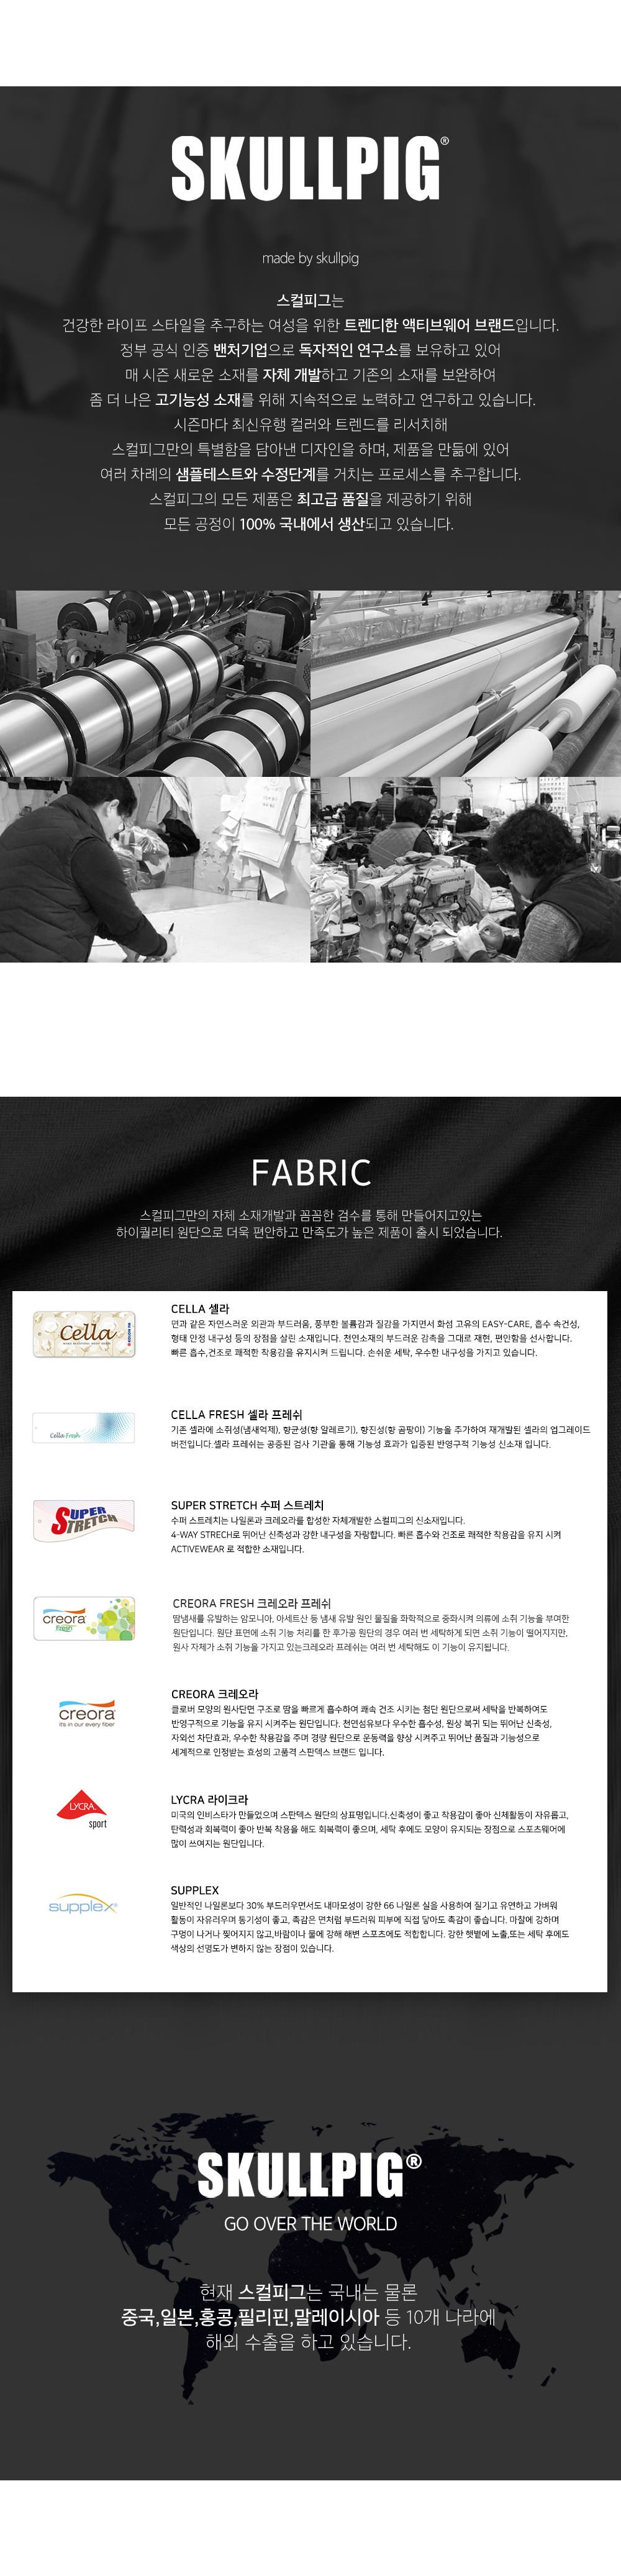 SKULLPIG®
made by skullpig
스컬피그는
건강한 라이프 스타일을 추구하는 여성을 위한 트렌디한 액티브웨어 브랜드입니다.
정부 공식 인증 밴처기업으로 독자적인 연구소를 보유하고 있어
매 시즌 새로운 소재를 자체 개발하고 기존의 소재를 보완하여
좀 더 나은 고기능성 소재를 위해 지속적으로 노력하고 연구하고 있습니다.
시즌마다 최신유행 컬러와 트렌드를 리서치해
스컬피그만의 특별함을 담아낸 디자인을 하며, 제품을 만듦에 있어
여러 차례의 샘플테스트와 수정단계를 거치는 프로세스를 추구합니다.
스컬피그의 모든 제품은 최고급 품질을 제공하기 위해
모든 공정이 100% 국내에서 생산되고 있습니다.
FABRIC
스컬피그만의 자체 소재개발과 꼼꼼한 검수를 통해 만들어지고있는
하이퀄리티 원단으로 더욱 편안하고 만족도가 높은 제품이 출시 되었습니다.
Cella
CELLA 셀라
면과 같은 자연스러운 외관과 부드러움, 풍부한 볼륨감과 질감을 가지면서 화섬 고유의 EASY-CARE, 흡수 속건성,
형태 안정 내구성 등의 장점을 살린 소재입니다. 천연소재의 부드러운 감촉을 그대로 재현, 편안함을 선사합니다.
빠른 흡수,건조로 쾌적한 착용감을 유지시켜 드립니다. 손쉬운 세탁, 우수한 내구성을 가지고 있습니다.
Cella Fresh
CELLA FRESH 셀라 프레쉬
기존 셀라에 소취성(냄새억제), 항균성(항 알레르기), 항진성(항 곰팡이) 기능을 추가하여 재개발된 셀라의 업그레이드
버전입니다.셀라 프레쉬는 공증된 검사 기관을 통해 기능성 효과가 입증된 반영구적 기능성 신소재 입니다.
SUPER STRETCH
SUPER STRETCH 수퍼 스트레치
수퍼 스트레치는 나일론과 크레오라를 합성한 자체개발한 스컬피그의 신소재입니다.
4-WAY STRECH로 뛰어난 신축성과 강한 내구성을 자랑합니다. 빠른 흡수와 건조로 쾌적한 착용감을 유지 시켜
ACTIVEWEAR 로 적합한 소재입니다.
creora Fresh
CREORA FRESH 크레오라 프레쉬
땀냄새를 유발하는 암모니아, 아세트산 등 냄새 유발 원인 물질을 화학적으로 중화시켜 의류에 소취 기능을 부여한
원단입니다. 원단 표면에 소취 기능 처리를 한 후가공 원단의 경우 여러 번 세탁하게 되면 소취 기능이 떨어지지만,
원사 자체가 소취 기능을 가지고 있는크레오라 프레쉬는 여러 번 세탁해도 이 기능이 유지됩니다.
creora
it's in our every fiber
CREORA 크레오라
클로버 모양의 원사단면 구조로 땀을 빠르게 흡수하여 쾌속 건조 시키는 첨단 원단으로써 세탁을 반복하여도
반영구적으로 기능을 유지 시켜주는 원단입니다. 천연섬유보다 우수한 흡수성, 원상 복귀 되는 뛰어난 신축성,
자외선 차단효과, 우수한 착용감을 주며 경량 원단으로 운동력을 향상 시켜주고 뛰어난 품질과 기능성으로
세계적으로 인정받는 효성의 고품격 스판덱스 브랜드 입니다.
LYCRA
sport
LYCRA 라이크라
미국의 인비스타가 만들었으며 스판텍스 원단의 상표명입니다.신축성이 좋고 착용감이 좋아 신체활동이 자유롭고,
탄력성과 회복력이 좋아 반복 착용을 해도 회복력이 좋으며, 세탁 후에도 모양이 유지되는 장점으로 스포츠웨어에
많이 쓰여지는 원단입니다.
supplex®
SUPPLEX
일반적인 나일론보다 30% 부드러우면서도 내마모성이 강한 66 나일론 실을 사용하여 질기고 유연하고 가벼워
활동이 자유러우며 통기성이 좋고, 촉감은 면처럼 부드러워 피부에 직접 닿아도 촉감이 좋습니다. 마찰에 강하며
구멍이 나거나 찢어지지 않고,바람이나 물에 강해 해변 스포츠에도 적합합니다. 강한 햇볕에 노출,또는 세탁 후에도
색상의 선명도가 변하지 않는 장점이 있습니다.
SKULLPIG®
GO OVER THE WORLD
현재 스컬피그는 국내는 물론
중국,일본,홍콩,필리핀,말레이시아 등 10개 나라에
해외 수출을 하고 있습니다.